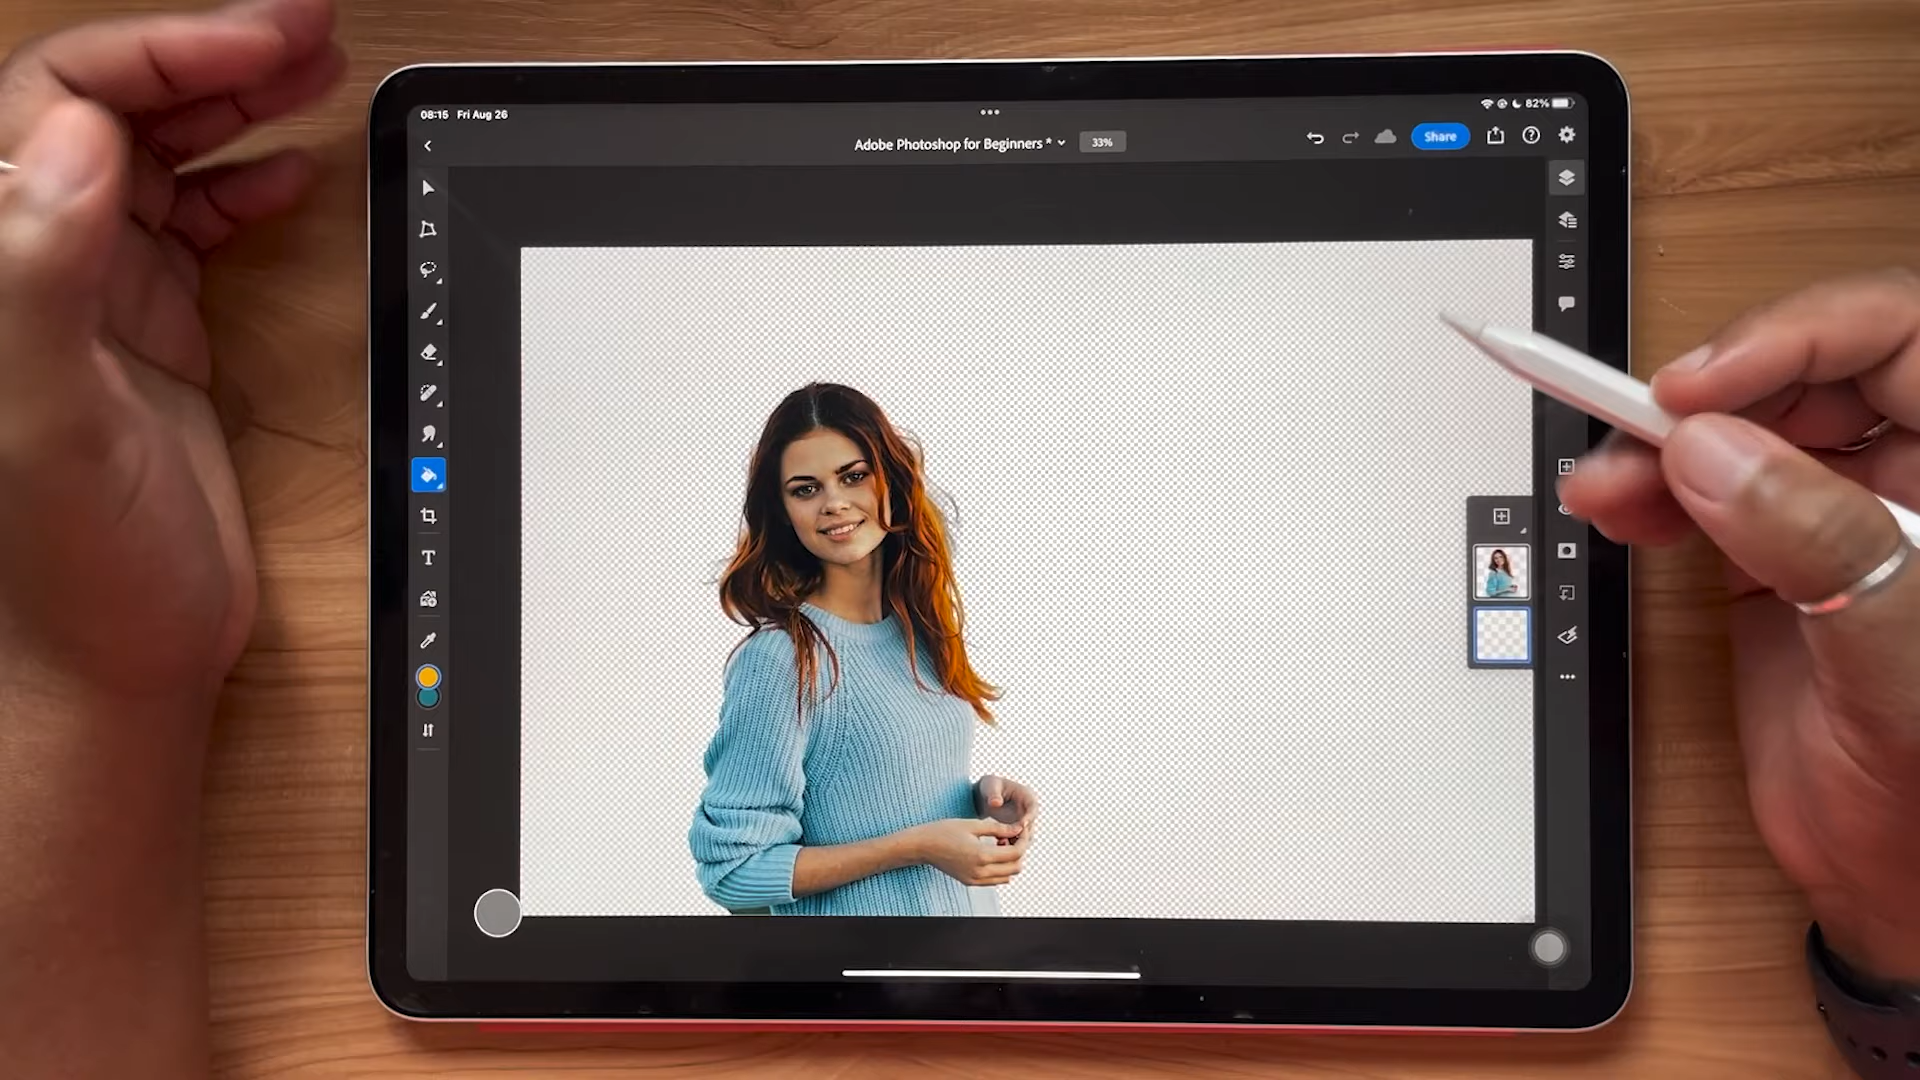 08:15 Fri Aug 26
82%
Adobe Photoshop for Beginners *
33%
Share
T